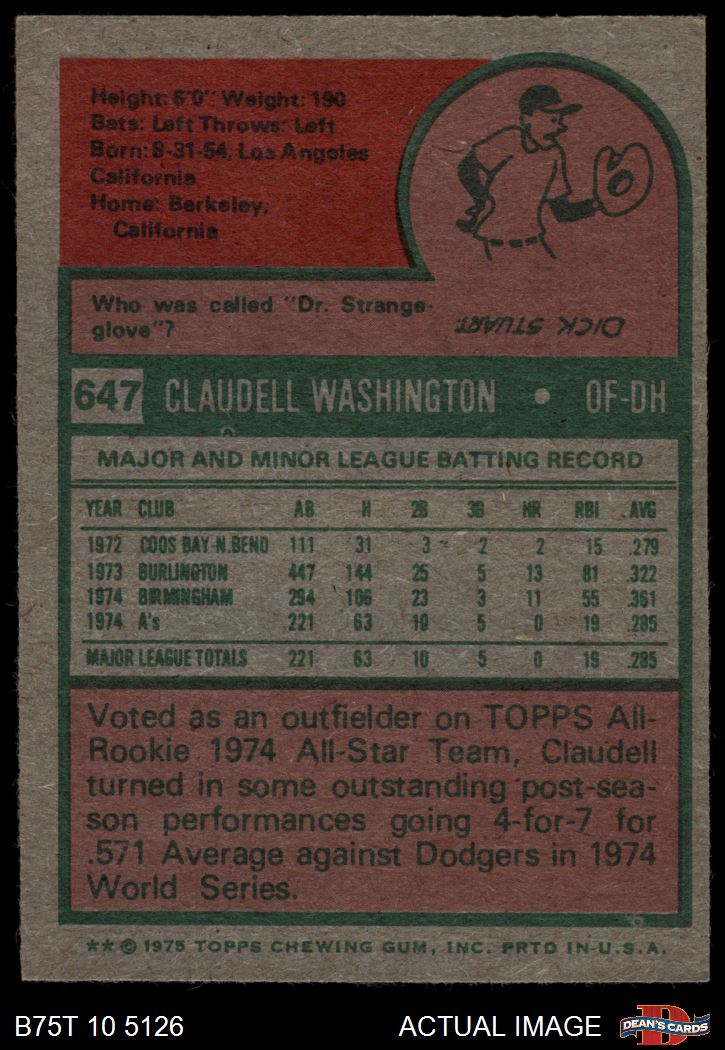 Height: 6'0" Weight: 190
Bats: Left Throws: Left
Born: 8-31-54, Los Angeles
California
Home: Berkeley,
California
Who was called "Dr. Strange-
glove"?
DICK STUART.
647 CLAUDELL WASHINGTON • OF-DH
MAJOR AND MINOR LEAGUE BATTING RECORD
YEAR CLUB AB H 2B 3B HR RBI AVG
1972 COOS BAY-N.BEND 111 31 3 2 2 15 .279
1973 BURLINGTON 447 144 25 5 13 81 .322
1974 BIRMINGHAM 294 106 23 3 11 55 .361
1974 A's 221 63 10 5 0 19 .285
MAJOR LEAGUE TOTALS 221 63 10 5 0 19 .285
Voted as an outfielder on TOPPS All-
Rookie 1974 All-Star Team, Claudell
turned in some outstanding post-sea-
son performances going 4-for-7 for
.571 Average against Dodgers in 1974
World Series.
** © 1975 TOPPS CHEWING GUM, INC. PRTD IN U.S.A.
B75T 10 5126 ACTUAL IMAGE D DEAN'S CARDS